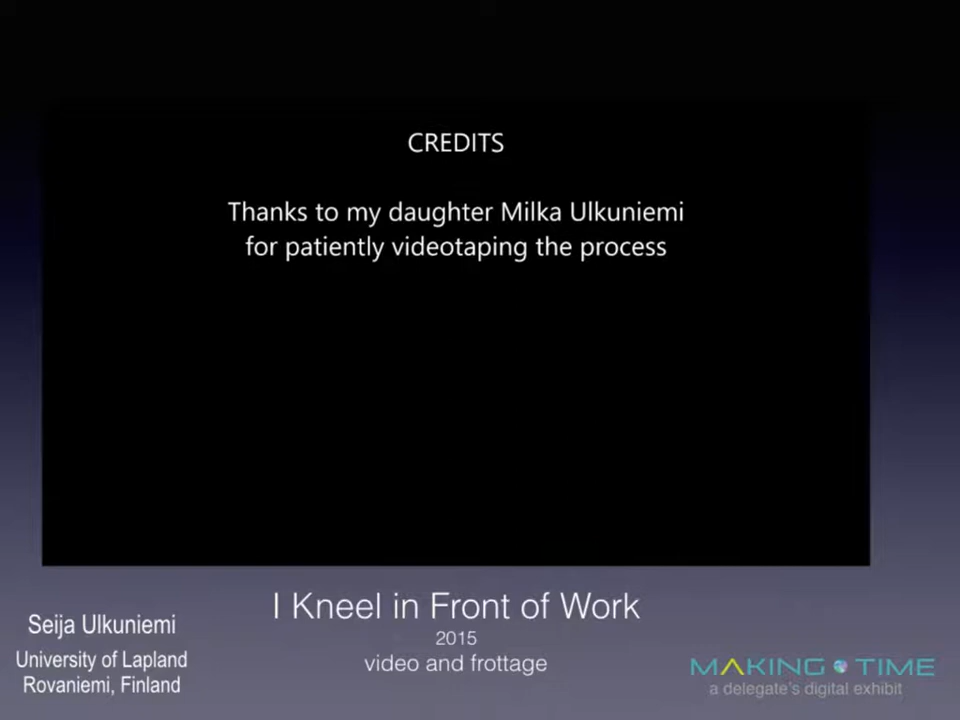 CREDITS
Thanks to my daughter Milka Ulkuniemi
for patiently videotaping the process
I Kneel in Front of Work
2015
video and frottage
Seija Ulkuniemi
University of Lapland
Rovaniemi, Finland
MAKING TIME
a delegate's digital exhibit